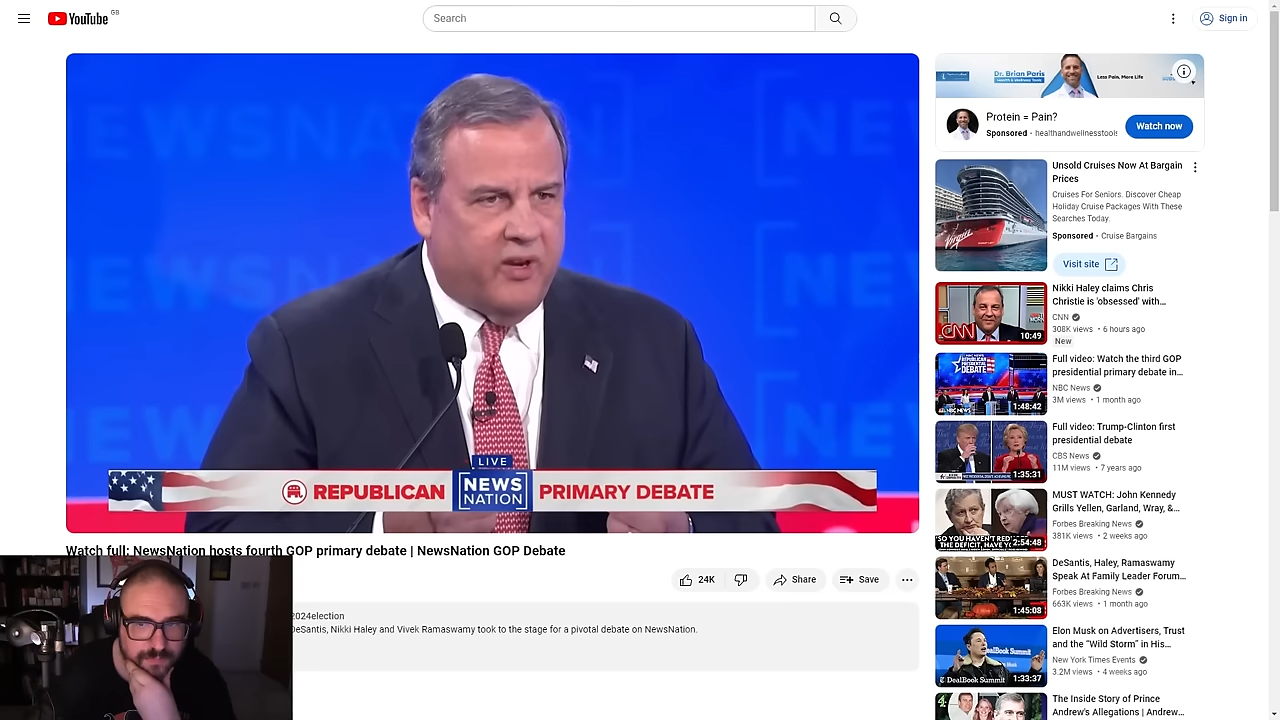 YouTube GB
Search
Sign in
EWSNATION
NE
LIVE
REPUBLICAN NEWS NATION PRIMARY DEBATE
Watch full: NewsNation hosts fourth GOP primary debate | NewsNation GOP Debate
24K Share Save
2024election
DeSantis, Nikki Haley and Vivek Ramaswamy took to the stage for a pivotal debate on NewsNation.
Dr. Brian Paris
Less Pain, More Life
Protein = Pain?
Sponsored · healthandwellnesstools
Watch now
Unsold Cruises Now At Bargain
Prices
Cruises For Seniors. Discover Cheap
Holiday Cruise Packages With These
Searches Today.
Sponsored · Cruise Bargains
Visit site
Virgin
Nikki Haley claims Chris
Christie is 'obsessed' with...
CNN
308K views • 6 hours ago
New
CNN
10:49
Full video: Watch the third GOP
presidential primary debate in...
NBC News
3M views • 1 month ago
1:48:42
Full video: Trump-Clinton first
presidential debate
CBS News
11M views • 7 years ago
1:35:31
MUST WATCH: John Kennedy
Grills Yellen, Garland, Wray, &...
Forbes Breaking News
381K views • 2 weeks ago
2:54:48
DeSantis, Haley, Ramaswamy
Speak At Family Leader Forum...
Forbes Breaking News
663K views • 1 month ago
1:45:08
Elon Musk on Advertisers, Trust
and the “Wild Storm” in His...
New York Times Events
3.2M views • 4 weeks ago
DealBook Summit
1:33:37
The Inside Story of Prince
Andrew's Allegations | Andrew...